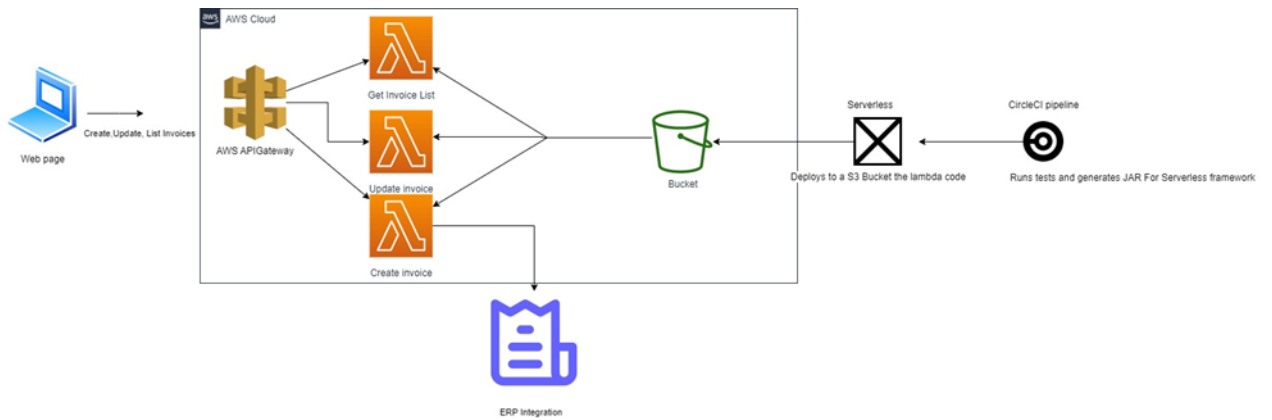 aws
AWS Cloud
Get Invoice List
Create,Update, List Invoices
Web page
AWS APIGateway
Update invoice
Create invoice
Bucket
Serverless
Deploys to a S3 Bucket the lambda code
CircleCI pipeline
Runs tests and generates JAR For Serverless framework
ERP Integration